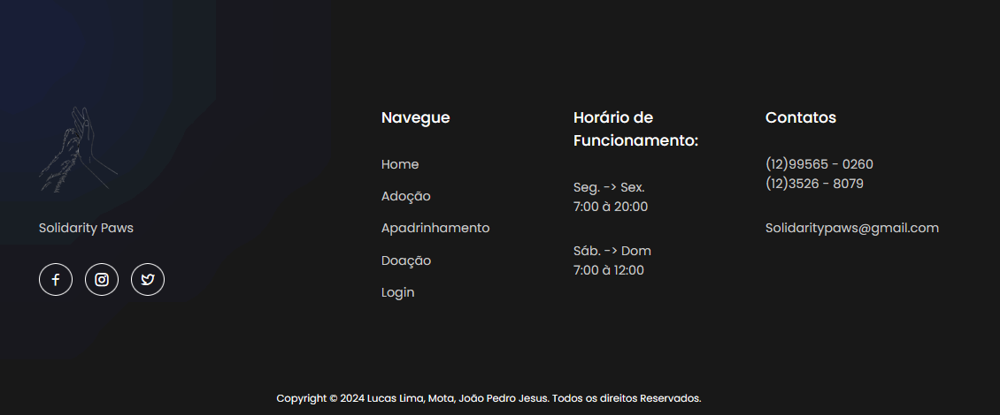 Solidarity Paws
Navegue
Home
Adoção
Apadrinhamento
Doação
Login
Horário de
Funcionamento:
Seg. -> Sex.
7:00 à 20:00
Sáb. -> Dom
7:00 à 12:00
Contatos
(12)99565 - 0260
(12)3526 - 8079
Solidaritypaws@gmail.com
Copyright © 2024 Lucas Lima, Mota, João Pedro Jesus. Todos os direitos Reservados.